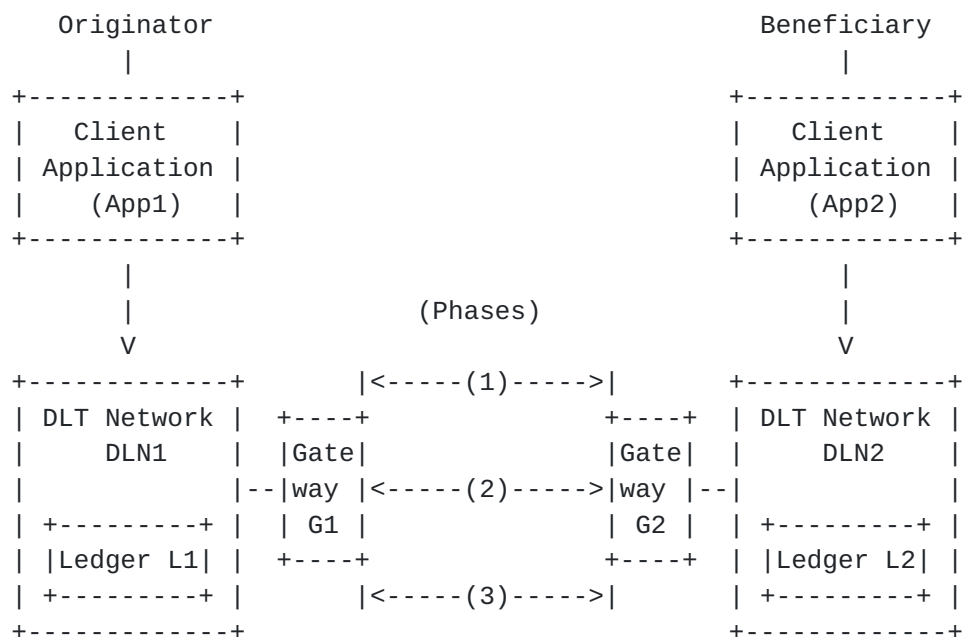 Originator                              Beneficiary
     |                                       |
+-------------+                         +-------------+
|   Client    |                         |   Client    |
| Application |                         | Application |
|   (App1)    |                         |   (App2)    |
+-------------+                         +-------------+
      |                                       |
      |                (Phases)               |
      V                                       V
+-------------+      |<-----(1)----->|      +-------------+
| DLT Network |  +----+             +----+  | DLT Network |
|     DLN1    |  |Gate|             |Gate|  |     DLN2    |
|             |--|way |<-----(2)----->|way |--|             |
| +---------+ |  | G1 |             | G2 |  | +---------+ |
| |Ledger L1| |  +----+             +----+  | |Ledger L2| |
| +---------+ |      |<-----(3)----->|      | +---------+ |
+-------------+                             +-------------+